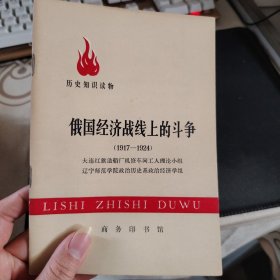 历史知识读物
俄国经济战线上的斗争
(1917—1924)
大连红旗造船厂机管车间工人理论小组
辽宁师范学院政治历史系政治经济学组
LISHI ZHISHI DUWU
商务印书馆